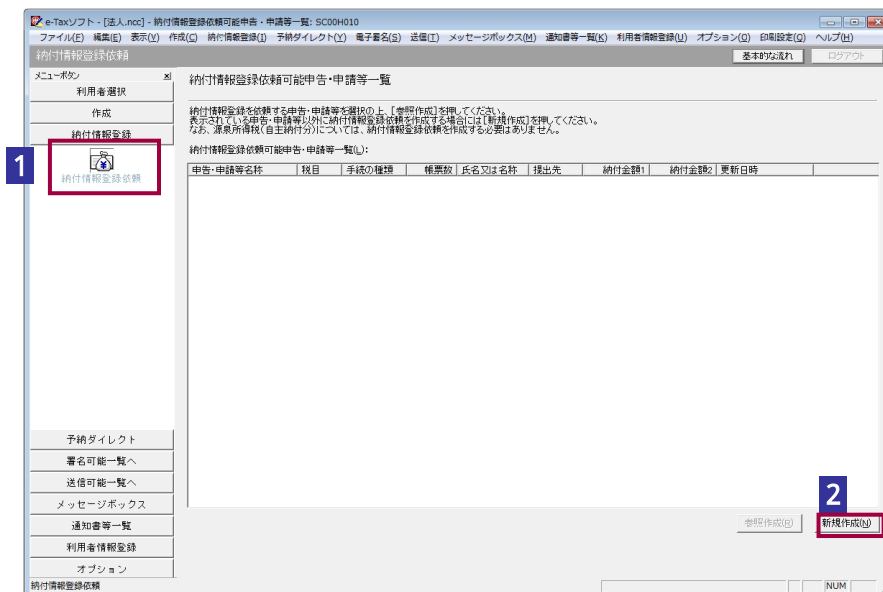 e-Taxソフト - [法人.ncc] - 納付情報登録依頼可能申告・申請等一覧: SC00H010
ファイル(F) 編集(E) 表示(V) 作成(C) 納付情報登録(I) 予納ダイレクト(Y) 電子署名(S) 送信(T) メッセージボックス(M) 通知書等一覧(K) 利用者情報登録(U) オプション(O) 印刷設定(Q) ヘルプ(H)
納付情報登録依頼 基本的な流れ ログアウト
メニューボタン x
利用者選択
作成
納付情報登録
1
納付情報登録依頼
予納ダイレクト
署名可能一覧へ
送信可能一覧へ
メッセージボックス
通知書等一覧
利用者情報登録
オプション
納付情報登録依頼可能申告・申請等一覧
納付情報登録を依頼する申告・申請等を選択の上、[参照作成]を押してください。
表示されている申告・申請等以外に納付情報登録依頼を作成する場合には[新規作成]を押してください。
なお、源泉所得税(自主納付分)については、納付情報登録依頼を作成する必要はありません。
納付情報登録依頼可能申告・申請等一覧(L):
申告・申請等名称 税目 手続の種類 帳票数 氏名又は名称 提出先 納付金額1 納付金額2 更新日時
2
参照作成(R) 新規作成(N)
納付情報登録依頼 NUM